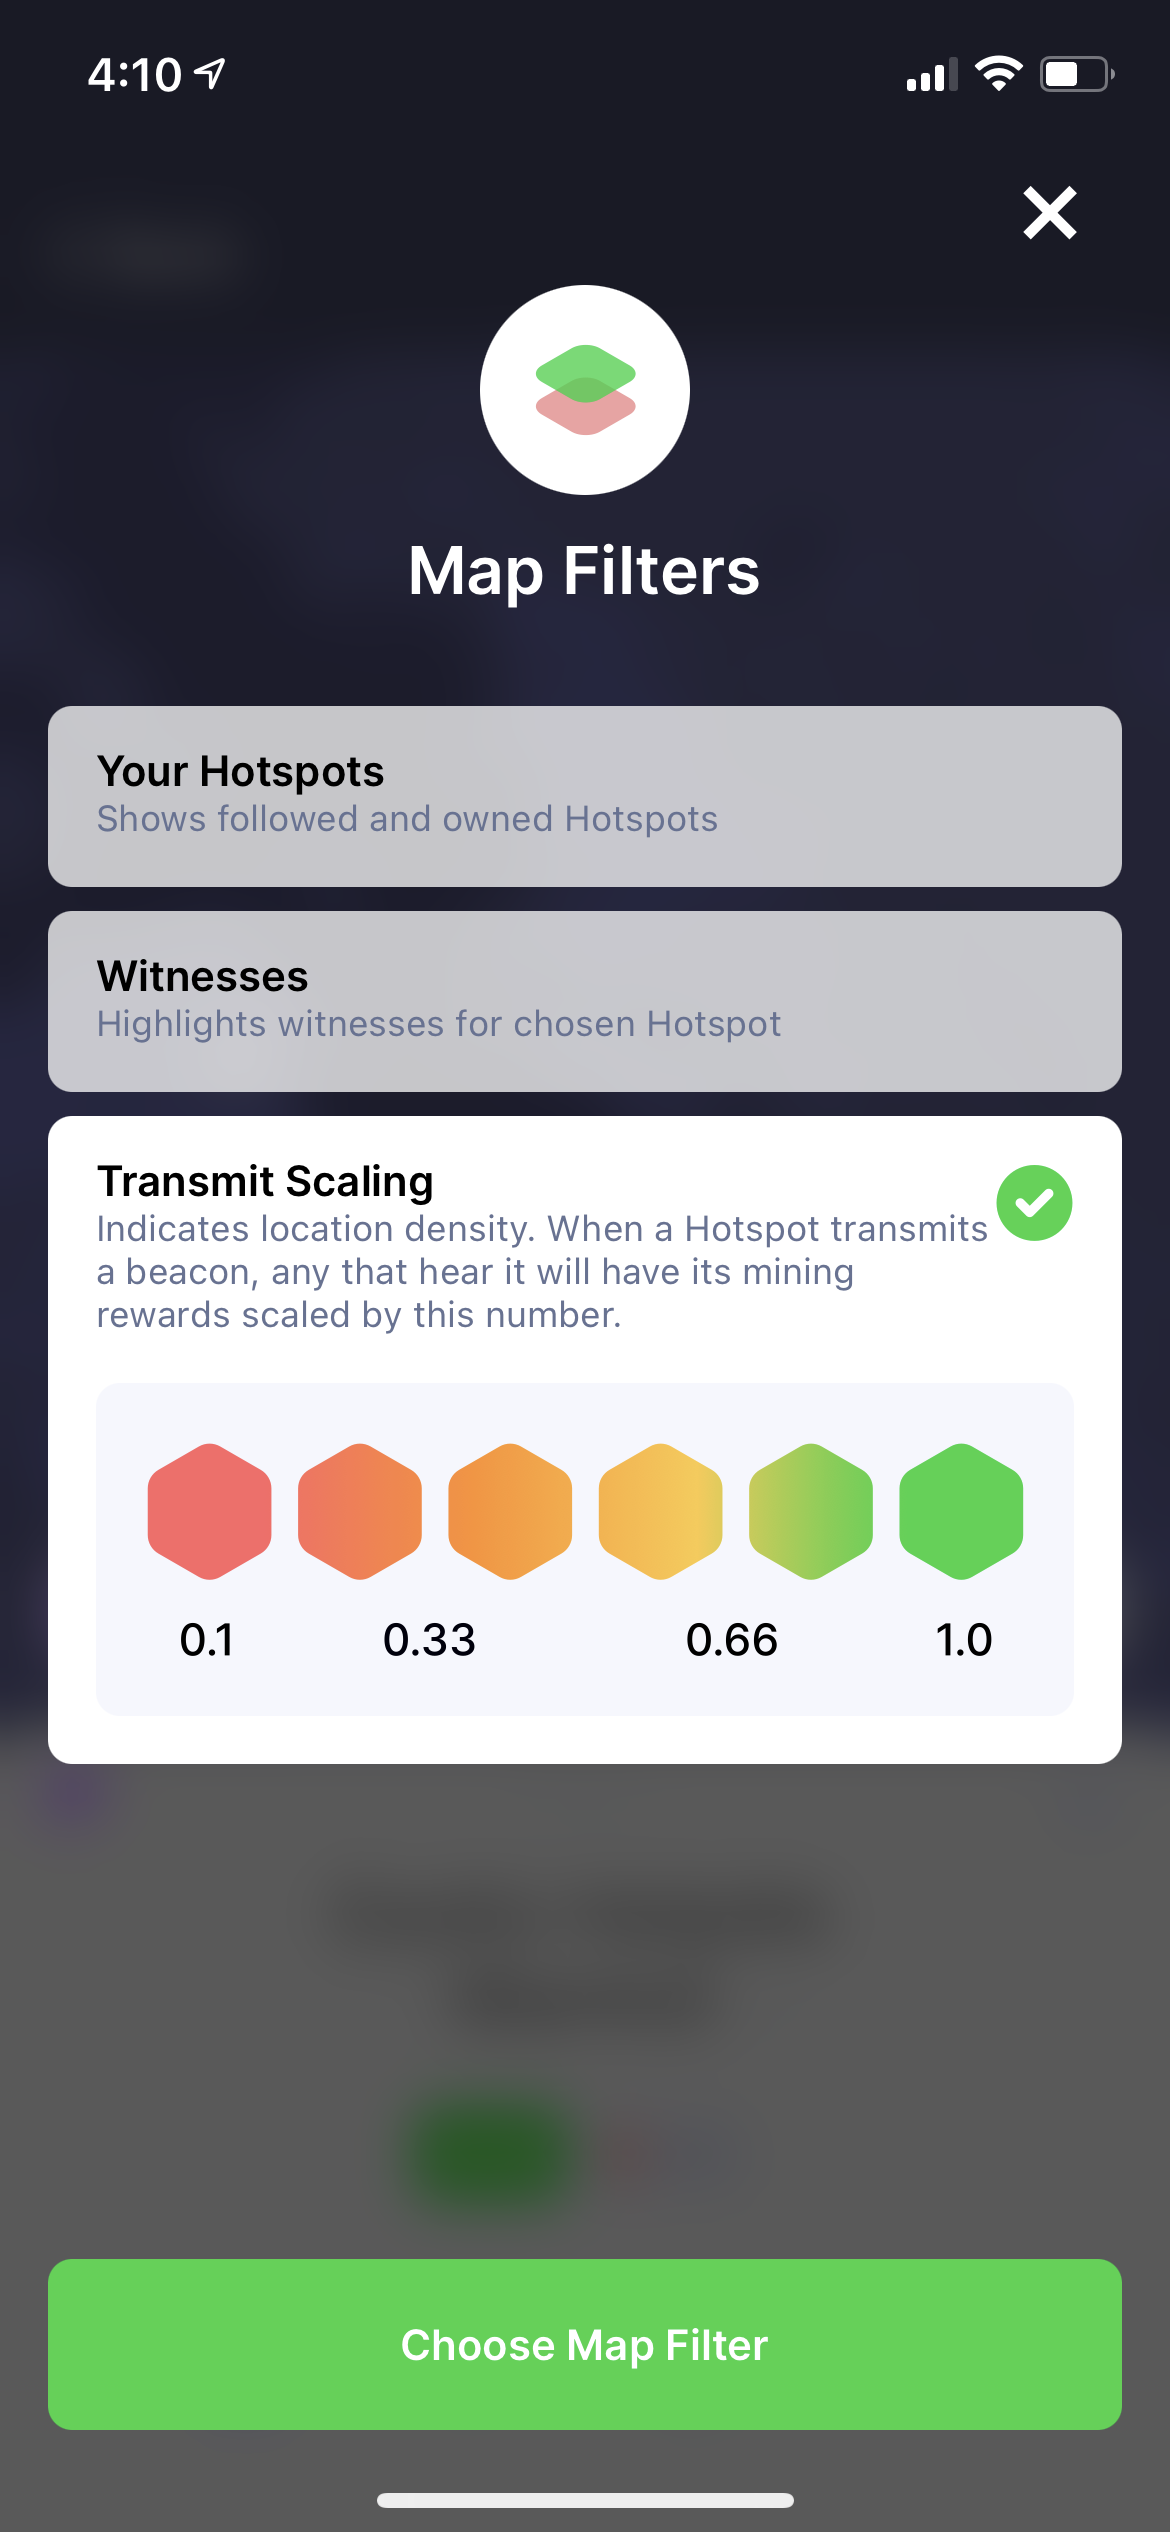 4:10
Map Filters
Your Hotspots
Shows followed and owned Hotspots
Witnesses
Highlights witnesses for chosen Hotspot
Transmit Scaling
Indicates location density. When a Hotspot transmits
a beacon, any that hear it will have its mining
rewards scaled by this number.
0.1 0.33 0.66 1.0
Choose Map Filter